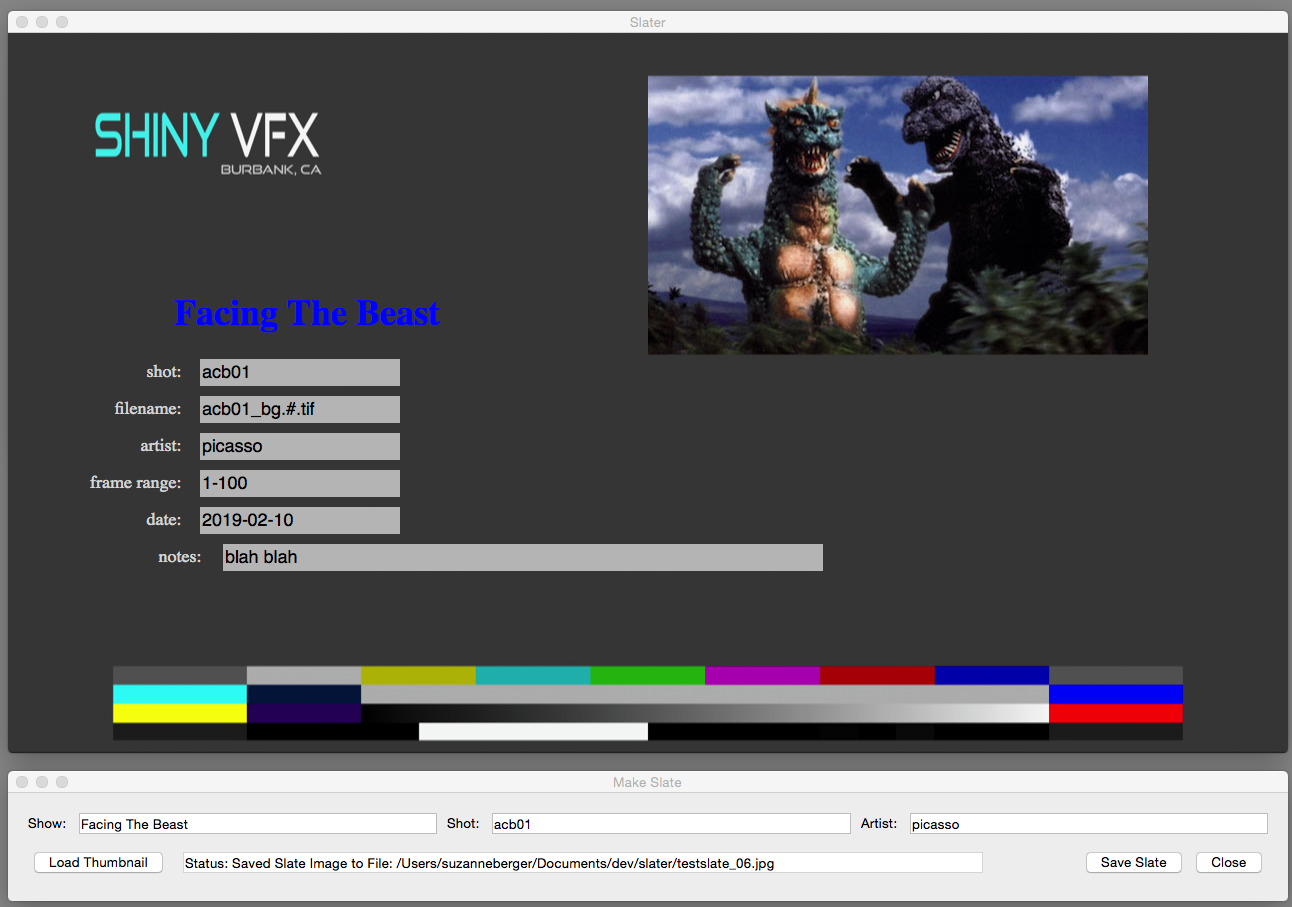 Slater
SHINY VFX
BURBANK, CA
Facing The Beast
shot: acb01
filename: acb01_bg.#.tif
artist: picasso
frame range: 1-100
date: 2019-02-10
notes: blah blah
Make Slate
Show: Facing The Beast Shot: acb01 Artist: picasso
Load Thumbnail Status: Saved Slate Image to File: /Users/suzanneberger/Documents/dev/slater/testslate_06.jpg Save Slate Close